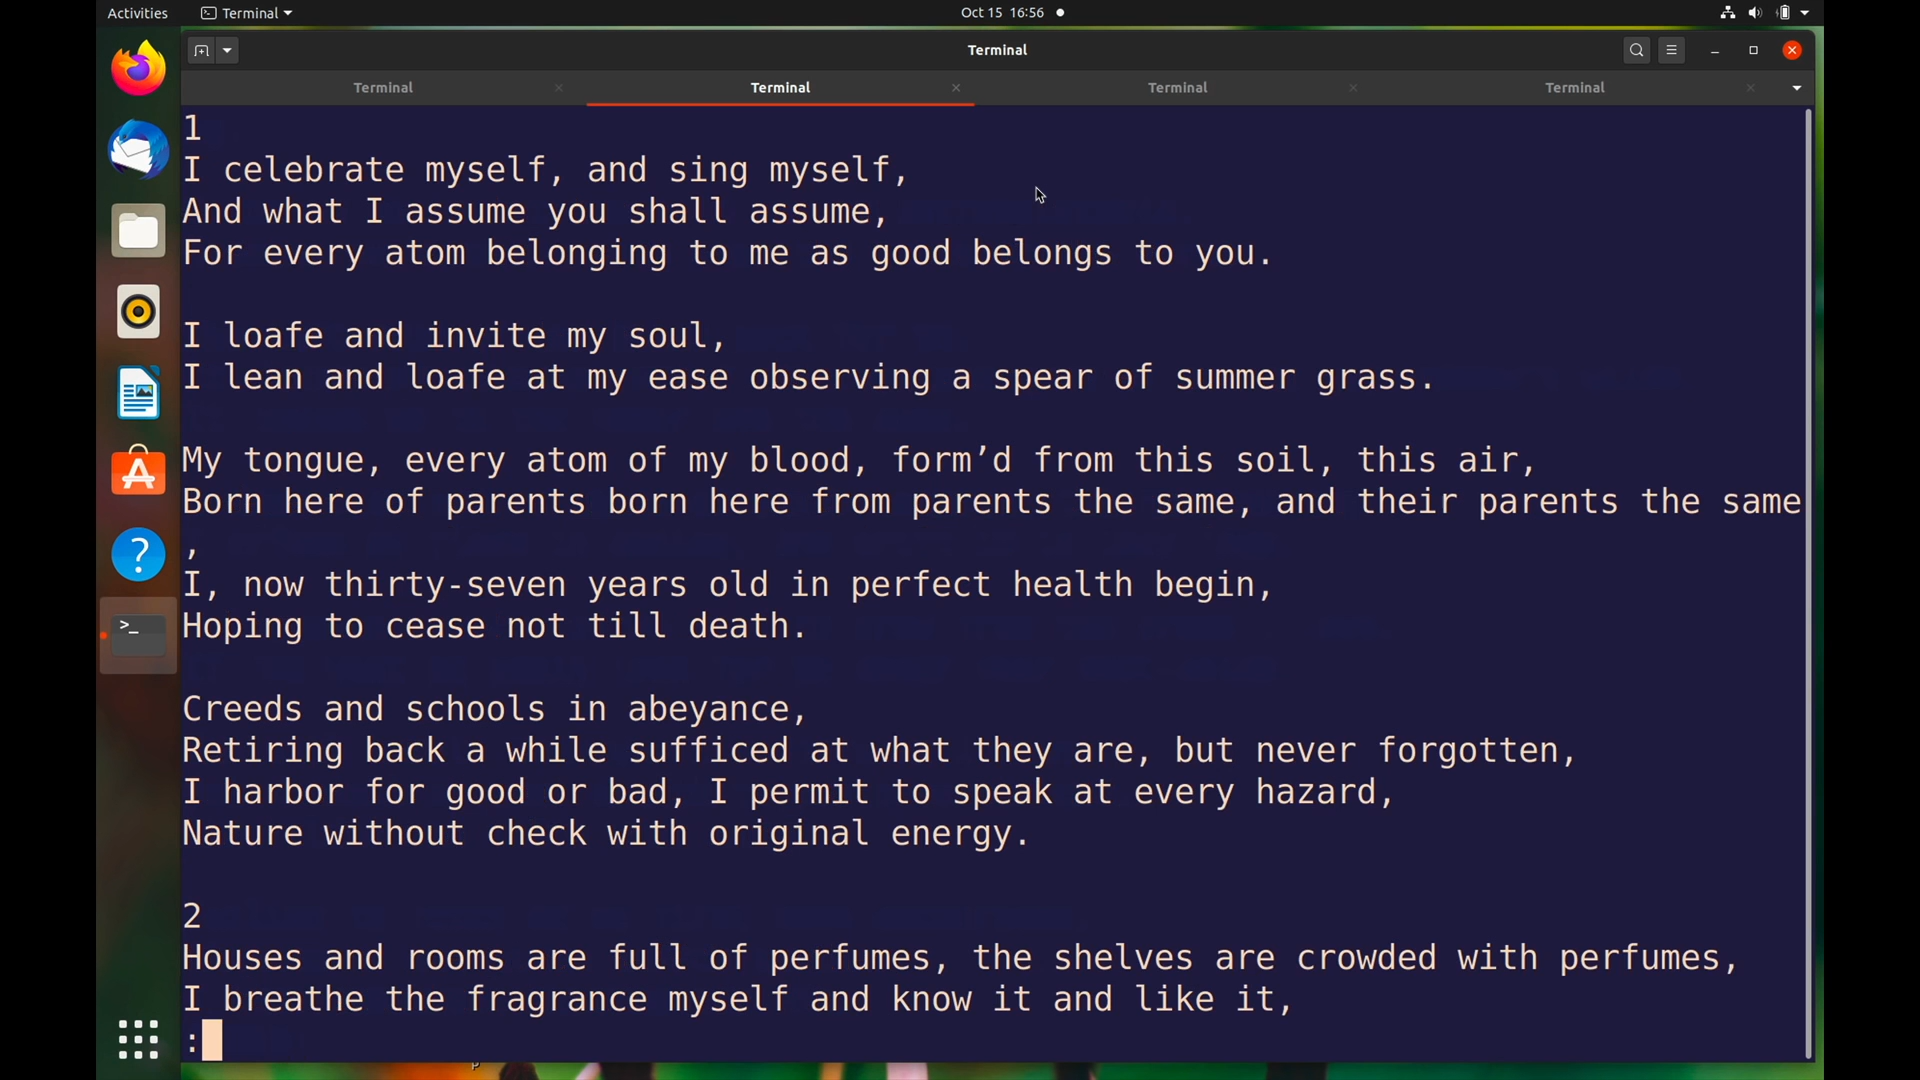 Activities
Terminal
Oct 15 16:56
Terminal
Terminal
Terminal
Terminal
Terminal
1
I celebrate myself, and sing myself,
And what I assume you shall assume,
For every atom belonging to me as good belongs to you.
I loafe and invite my soul,
I lean and loafe at my ease observing a spear of summer grass.
My tongue, every atom of my blood, form’d from this soil, this air,
Born here of parents born here from parents the same, and their parents the same
,
I, now thirty-seven years old in perfect health begin,
Hoping to cease not till death.
Creeds and schools in abeyance,
Retiring back a while sufficed at what they are, but never forgotten,
I harbor for good or bad, I permit to speak at every hazard,
Nature without check with original energy.
2
Houses and rooms are full of perfumes, the shelves are crowded with perfumes,
I breathe the fragrance myself and know it and like it,
: